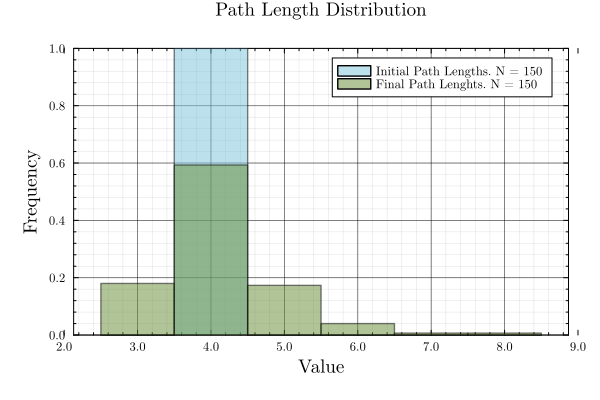 Path Length Distribution
Initial Path Lengths. N = 150
Final Path Lenghts. N = 150
Frequency
1.0
0.8
0.6
0.4
0.2
0.0
2.0 3.0 4.0 5.0 6.0 7.0 8.0 9.0
Value